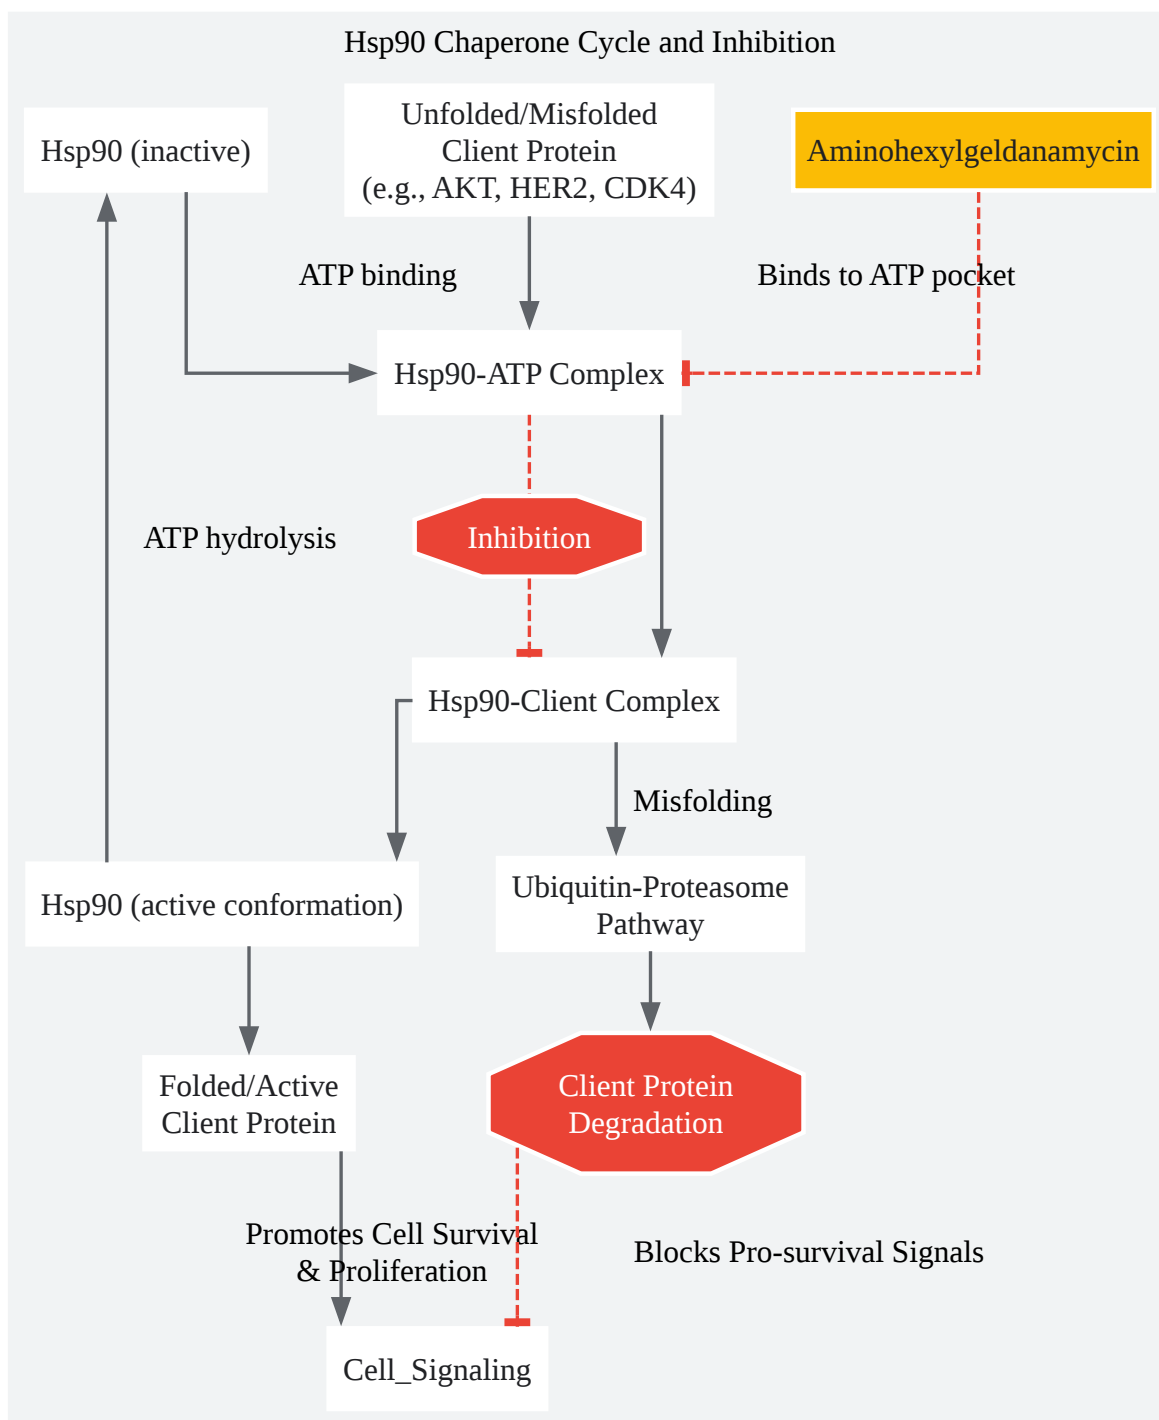 Hsp90 Chaperone Cycle and Inhibition
Hsp90 (inactive)
Unfolded/Misfolded
Client Protein
(e.g., AKT, HER2, CDK4)
Aminohexylgeldanamycin
ATP binding
Binds to ATP pocket
Hsp90-ATP Complex
ATP hydrolysis
Inhibition
Hsp90-Client Complex
Misfolding
Hsp90 (active conformation)
Ubiquitin-Proteasome
Pathway
Folded/Active
Client Protein
Client Protein
Degradation
Promotes Cell Survival
& Proliferation
Blocks Pro-survival Signals
Cell_Signaling